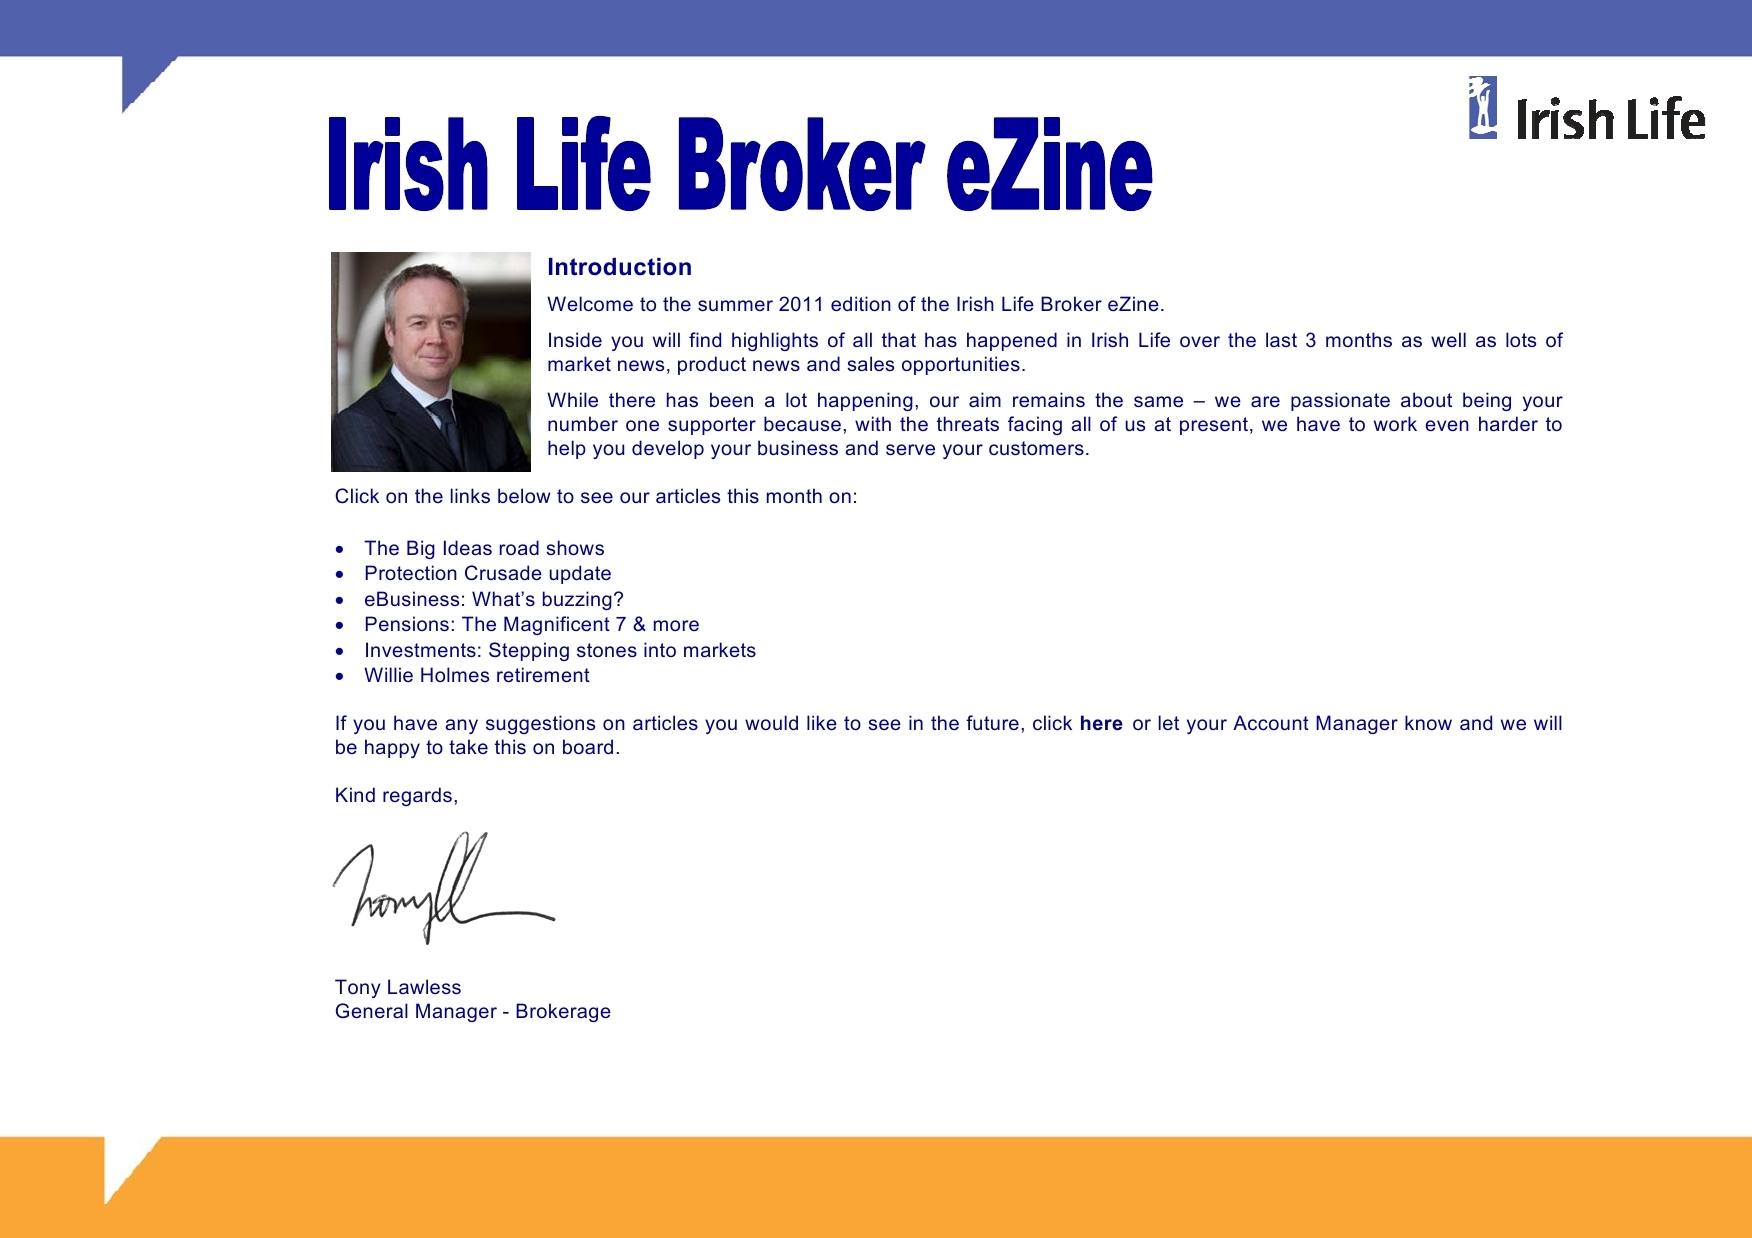 Irish Life
Irish Life Broker eZine
Introduction
Welcome to the summer 2011 edition of the Irish Life Broker eZine.
Inside you will find highlights of all that has happened in Irish Life over the last 3 months as well as lots of
market news, product news and sales opportunities.
While there has been a lot happening, our aim remains the same – we are passionate about being your
number one supporter because, with the threats facing all of us at present, we have to work even harder to
help you develop your business and serve your customers.
Click on the links below to see our articles this month on:
• The Big Ideas road shows
• Protection Crusade update
• eBusiness: What’s buzzing?
• Pensions: The Magnificent 7 & more
• Investments: Stepping stones into markets
• Willie Holmes retirement
If you have any suggestions on articles you would like to see in the future, click here or let your Account Manager know and we will
be happy to take this on board.
Kind regards,
Tony Lawless
General Manager - Brokerage